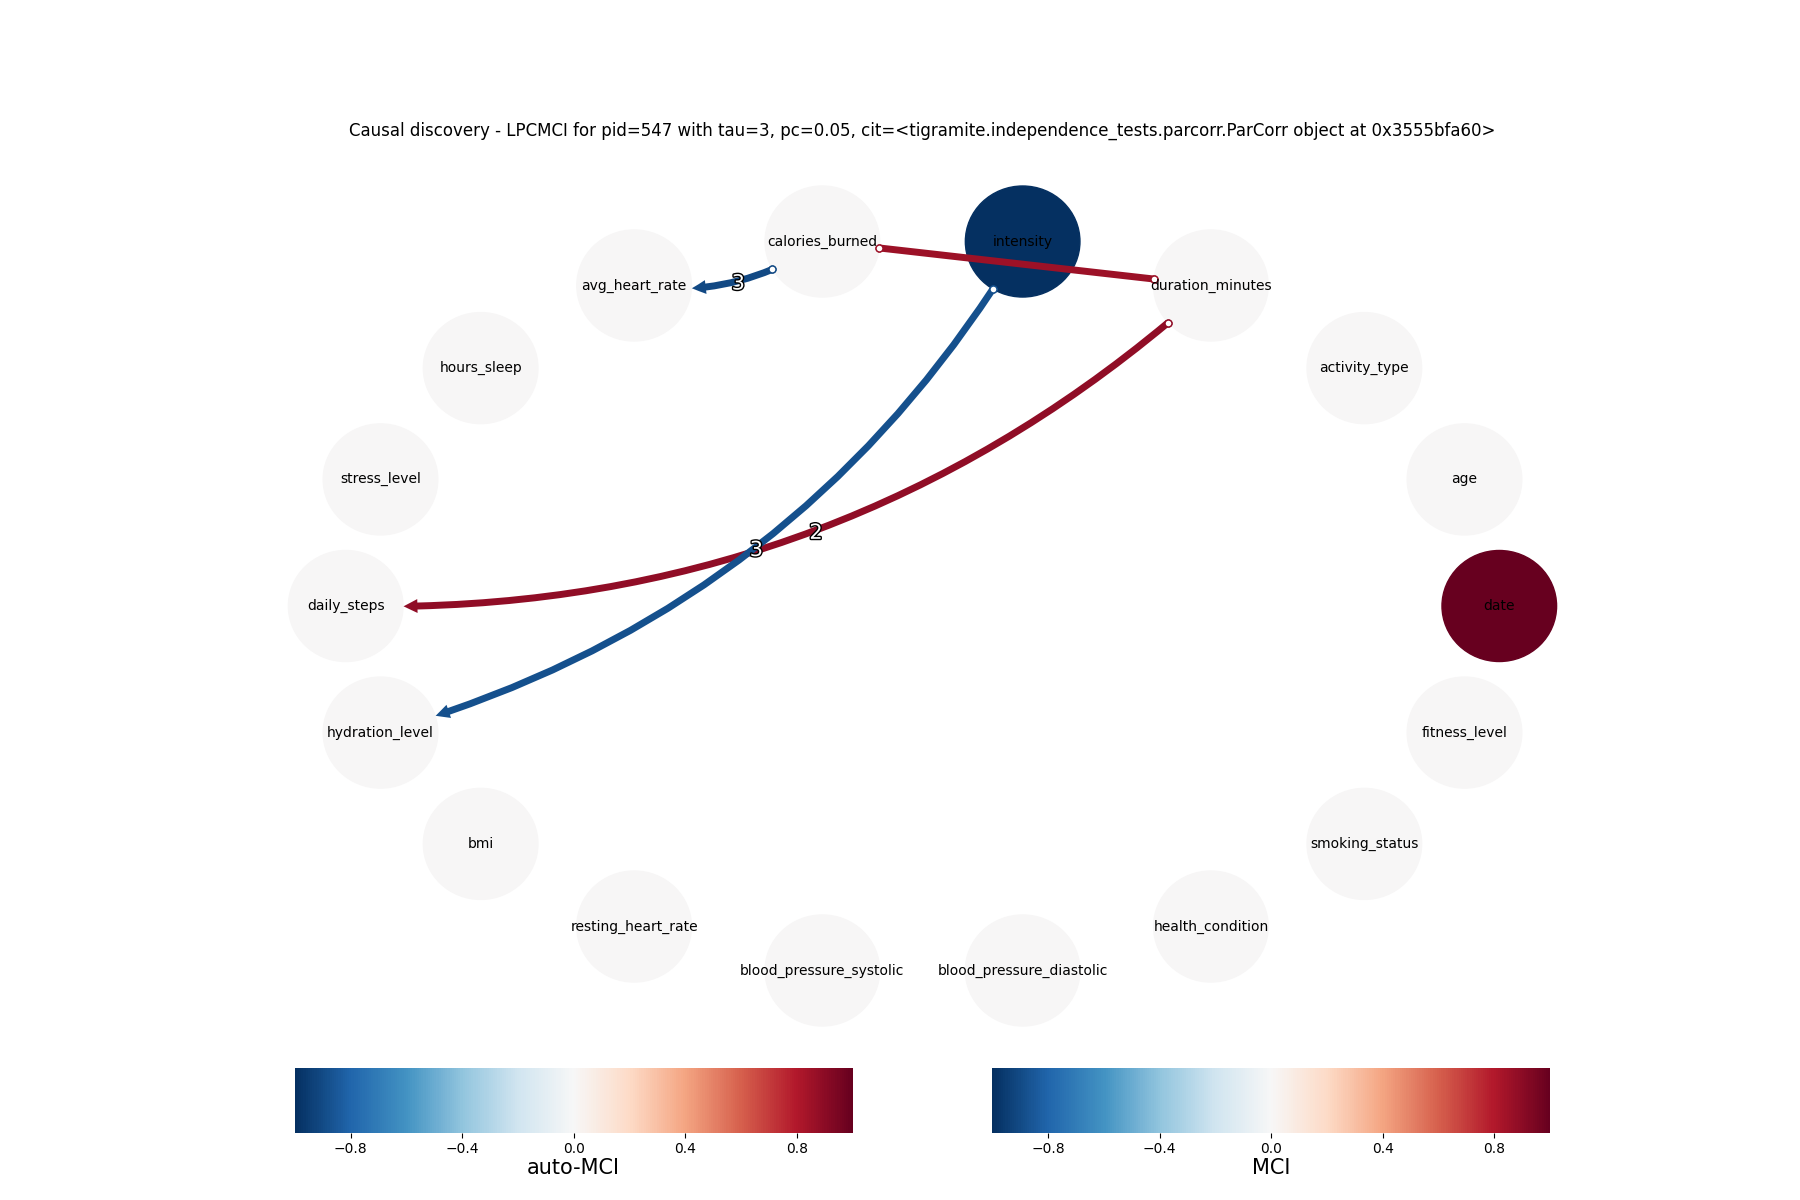 Causal discovery - LPCMCI for pid=547 with tau=3, pc=0.05, cit=<tigramite.independence_tests.parcorr.ParCorr object at 0x3555bfa60>
calories_burned
intensity
avg_heart_rate
3
duration_minutes
hours_sleep
activity_type
stress_level
age
2
3
daily_steps
date
hydration_level
fitness_level
bmi
smoking_status
resting_heart_rate
health_condition
blood_pressure_systolic
blood_pressure_diastolic
−0.8 −0.4 0.0 0.4 0.8
auto-MCI
−0.8 −0.4 0.0 0.4 0.8
MCI